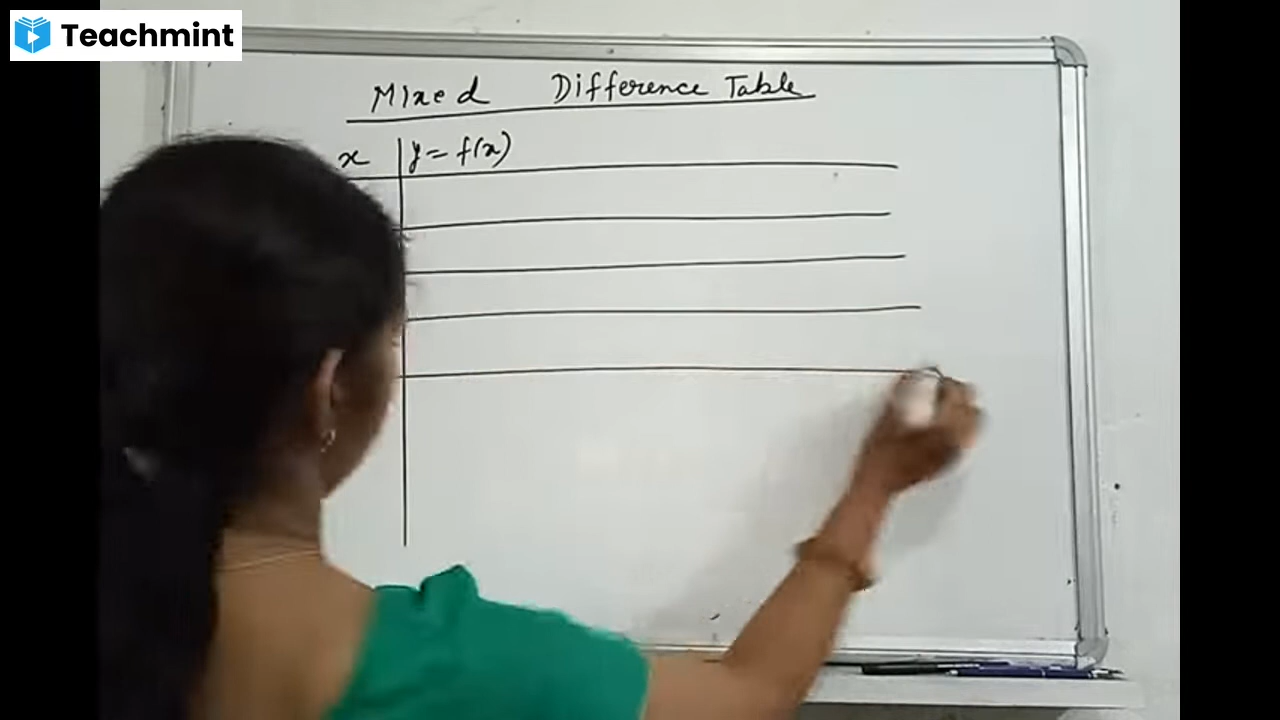 Teachmint
Mixed Difference Table
x y = f(x)